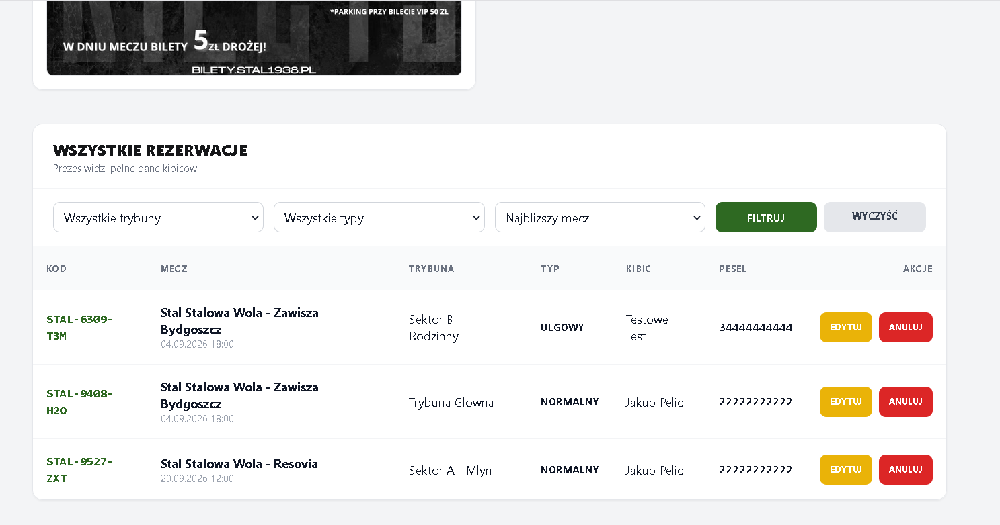 *PARKING PRZY BILECIE VIP 50 ZŁ
W DNIU MECZU BILETY 5 ZŁ DROŻEJ!
BILETY.STAL1938.PL
WSZYSTKIE REZERWACJE
Prezes widzi pelne dane kibicow.
Wszystkie trybuny
Wszystkie typy
Najblizszy mecz
FILTRUJ
WYCZYŚĆ
KOD MECZ TRYBUNA TYP KIBIC PESEL AKCJE
STAL-6309-
T3M
Stal Stalowa Wola - Zawisza
Bydgoszcz
04.09.2026 18:00
Sektor B -
Rodzinny
ULGOWY
Testowe
Test
34444444444
EDYTUJ
ANULUJ
STAL-9408-
H2O
Stal Stalowa Wola - Zawisza
Bydgoszcz
04.09.2026 18:00
Trybuna Glowna
NORMALNY
Jakub Pelic
22222222222
EDYTUJ
ANULUJ
STAL-9527-
ZXT
Stal Stalowa Wola - Resovia
20.09.2026 12:00
Sektor A - Mlyn
NORMALNY
Jakub Pelic
22222222222
EDYTUJ
ANULUJ